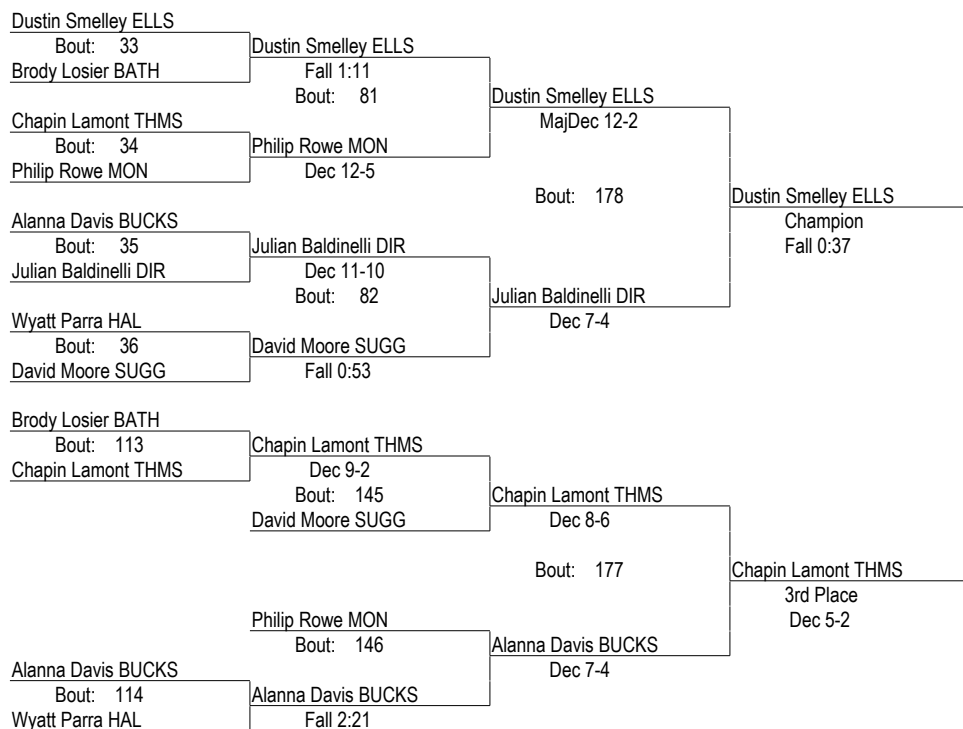 Dustin Smelley ELLS
Bout: 33
Brody Losier BATH
Dustin Smelley ELLS
Fall 1:11
Bout: 81
Chapin Lamont THMS
Bout: 34
Philip Rowe MON
Philip Rowe MON
Dec 12-5
Dustin Smelley ELLS
MajDec 12-2
Bout: 178
Alanna Davis BUCKS
Bout: 35
Julian Baldinelli DIR
Julian Baldinelli DIR
Dec 11-10
Bout: 82
Wyatt Parra HAL
Bout: 36
David Moore SUGG
David Moore SUGG
Fall 0:53
Julian Baldinelli DIR
Dec 7-4
Dustin Smelley ELLS
Champion
Fall 0:37
Brody Losier BATH
Bout: 113
Chapin Lamont THMS
Chapin Lamont THMS
Dec 9-2
Bout: 145
David Moore SUGG
Chapin Lamont THMS
Dec 8-6
Bout: 177
Philip Rowe MON
Bout: 146
Alanna Davis BUCKS
Bout: 114
Wyatt Parra HAL
Alanna Davis BUCKS
Fall 2:21
Alanna Davis BUCKS
Dec 7-4
Chapin Lamont THMS
3rd Place
Dec 5-2